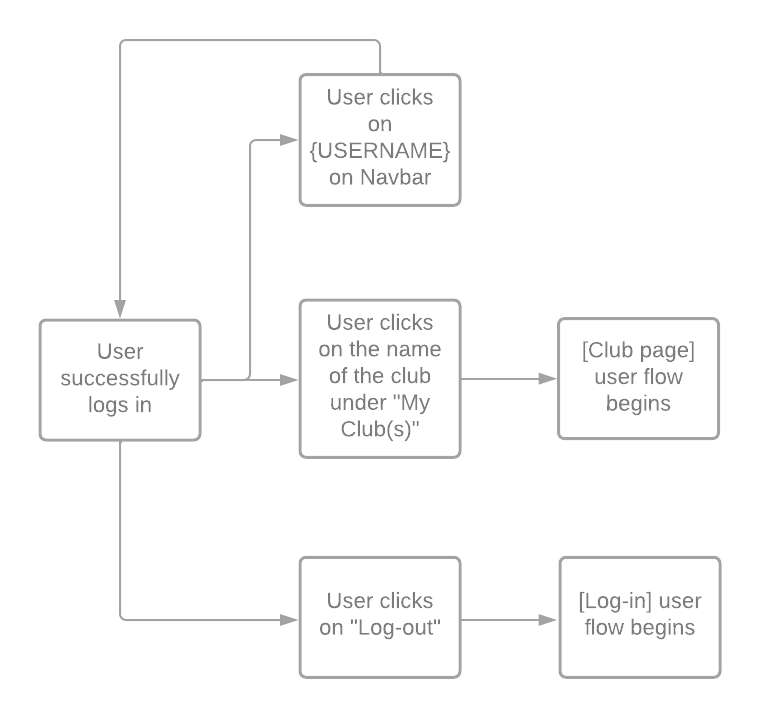 User clicks
on
{USERNAME}
on Navbar
User
successfully
logs in
User clicks
on the name
of the club
under "My
Club(s)"
[Club page]
user flow
begins
User clicks
on "Log-out"
[Log-in] user
flow begins